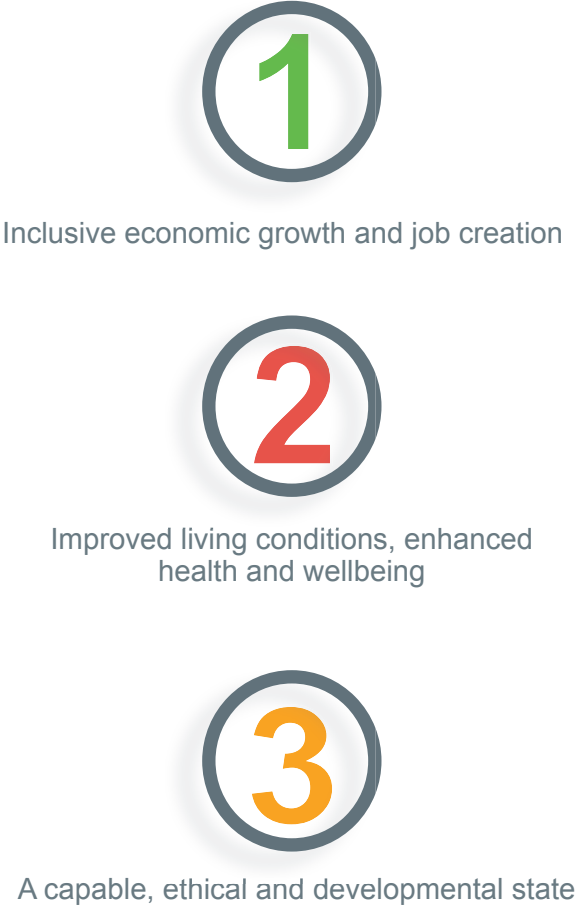 1
Inclusive economic growth and job creation
2
Improved living conditions, enhanced
health and wellbeing
3
A capable, ethical and developmental state